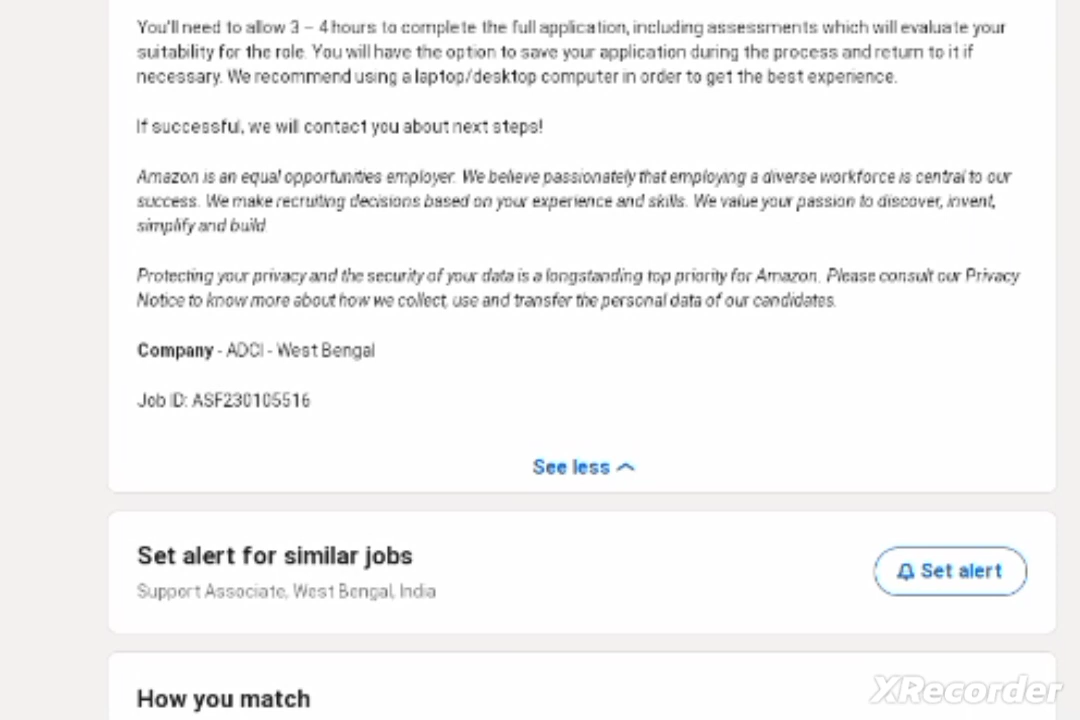 You'll need to allow 3 – 4 hours to complete the full application, including assessments which will evaluate your
suitability for the role. You will have the option to save your application during the process and return to it if
necessary. We recommend using a laptop/desktop computer in order to get the best experience.
If successful, we will contact you about next steps!
Amazon is an equal opportunities employer. We believe passionately that employing a diverse workforce is central to our
success. We make recruiting decisions based on your experience and skills. We value your passion to discover, invent,
simplify and build.
Protecting your privacy and the security of your data is a longstanding top priority for Amazon. Please consult our Privacy
Notice to know more about how we collect, use and transfer the personal data of our candidates.
Company - ADCI - West Bengal
Job ID: ASF230105516
See less
Set alert for similar jobs
Support Associate, West Bengal, India
Set alert
How you match
XRecorder